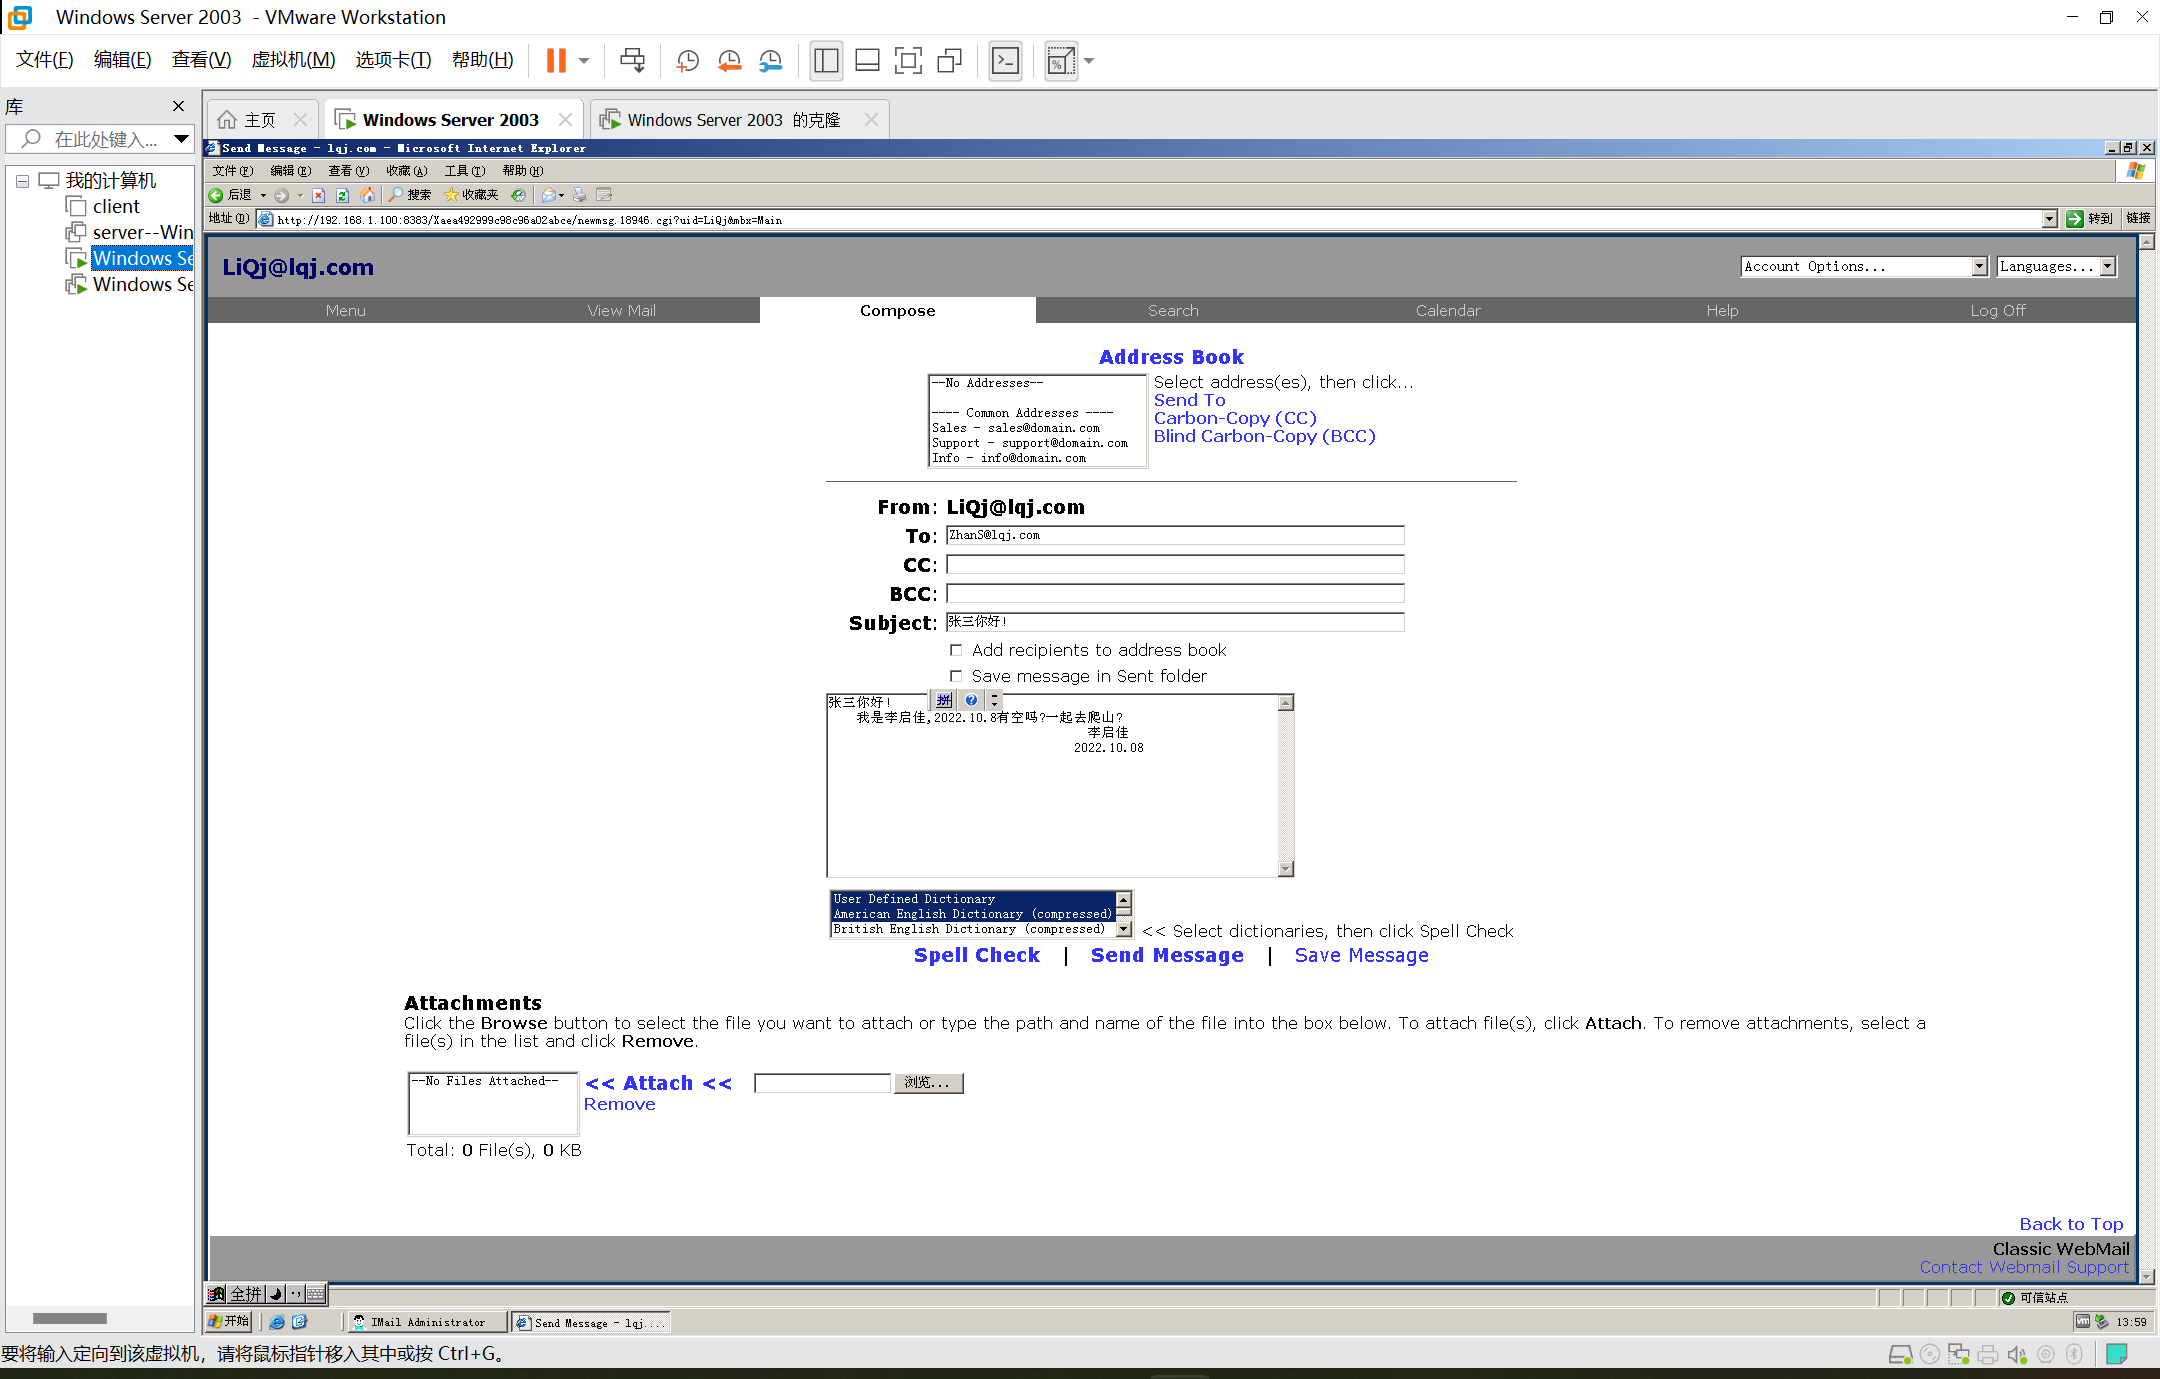 Windows Server 2003 - VMware Workstation
文件(F) 编辑(E) 查看(V) 虚拟机(M) 选项卡(T) 帮助(H)
库
在此处键入...
我的计算机
client
server--Win
Windows Se
Windows Se
主页
Windows Server 2003
Windows Server 2003 的克隆
Send Message - lqj.com - Microsoft Internet Explorer
文件(F) 编辑(E) 查看(V) 收藏(A) 工具(T) 帮助(H)
后退 搜索 收藏夹
地址(D) http://192.168.1.100:8383/Xaea492999c98c96a02abce/newmsg.18946.cgi?uid=LiQj&mbx=Main 转到 链接
LiQj@lqj.com
Account Options... Languages...
Menu View Mail Compose Search Calendar Help Log Off
Address Book
--No Addresses--
---- Common Addresses ----
Sales - sales@domain.com
Support - support@domain.com
Info - info@domain.com
Select address(es), then click...
Send To
Carbon-Copy (CC)
Blind Carbon-Copy (BCC)
From: LiQj@lqj.com
To: ZhanS@lqj.com
CC:
BCC:
Subject: 张三你好!
Add recipients to address book
Save message in Sent folder
拼
张三你好!
我是李启佳,2022.10.8有空吗?一起去爬山?
李启佳
2022.10.08
User Defined Dictionary
American English Dictionary (compressed)
British English Dictionary (compressed)
<< Select dictionaries, then click Spell Check
Spell Check | Send Message | Save Message
Attachments
Click the Browse button to select the file you want to attach or type the path and name of the file into the box below. To attach file(s), click Attach. To remove attachments, select a
file(s) in the list and click Remove.
--No Files Attached--
<< Attach <<
浏览...
Remove
Total: 0 File(s), 0 KB
Back to Top
Classic WebMail
Contact Webmail Support
全拼
可信站点
开始 IMail Administrator Send Message - lqj.... 13:59
要将输入定向到该虚拟机，请将鼠标指针移入其中或按 Ctrl+G。